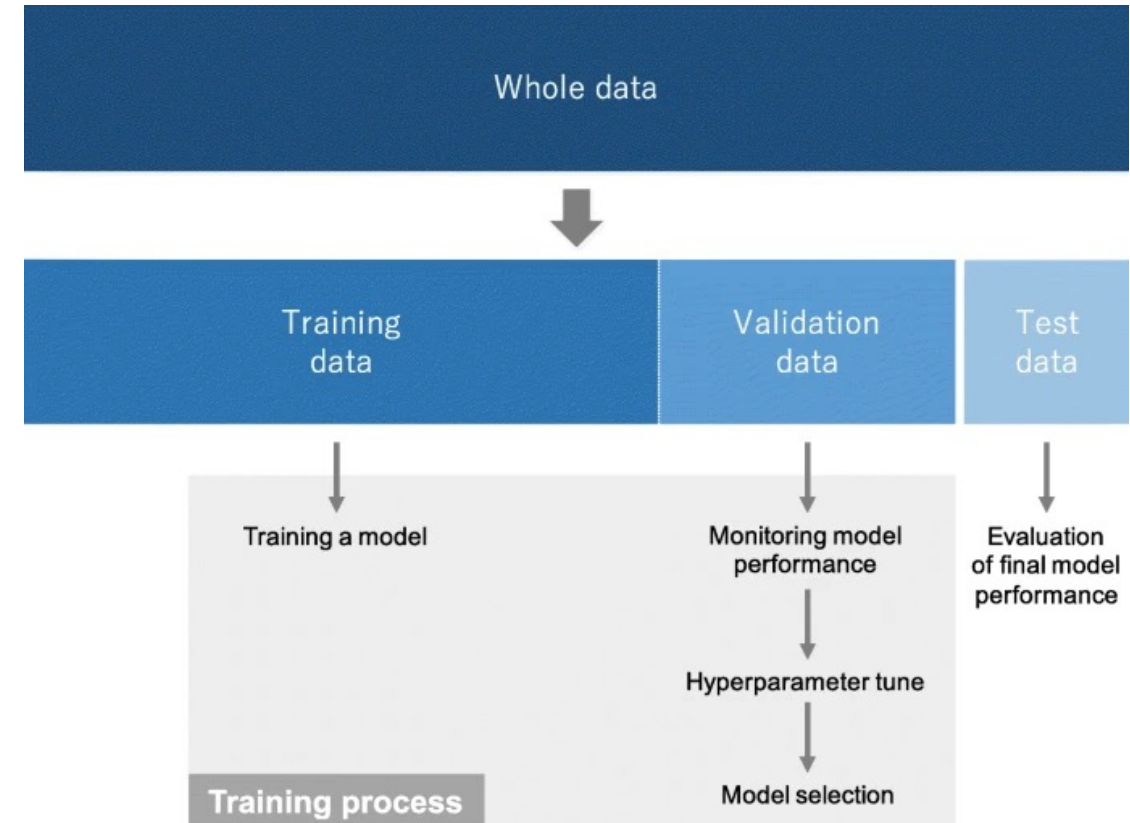 Whole data
Training
data
Validation
data
Test
data
Training a model
Monitoring model
performance
Hyperparameter tune
Model selection
Evaluation
of final model
performance
Training process